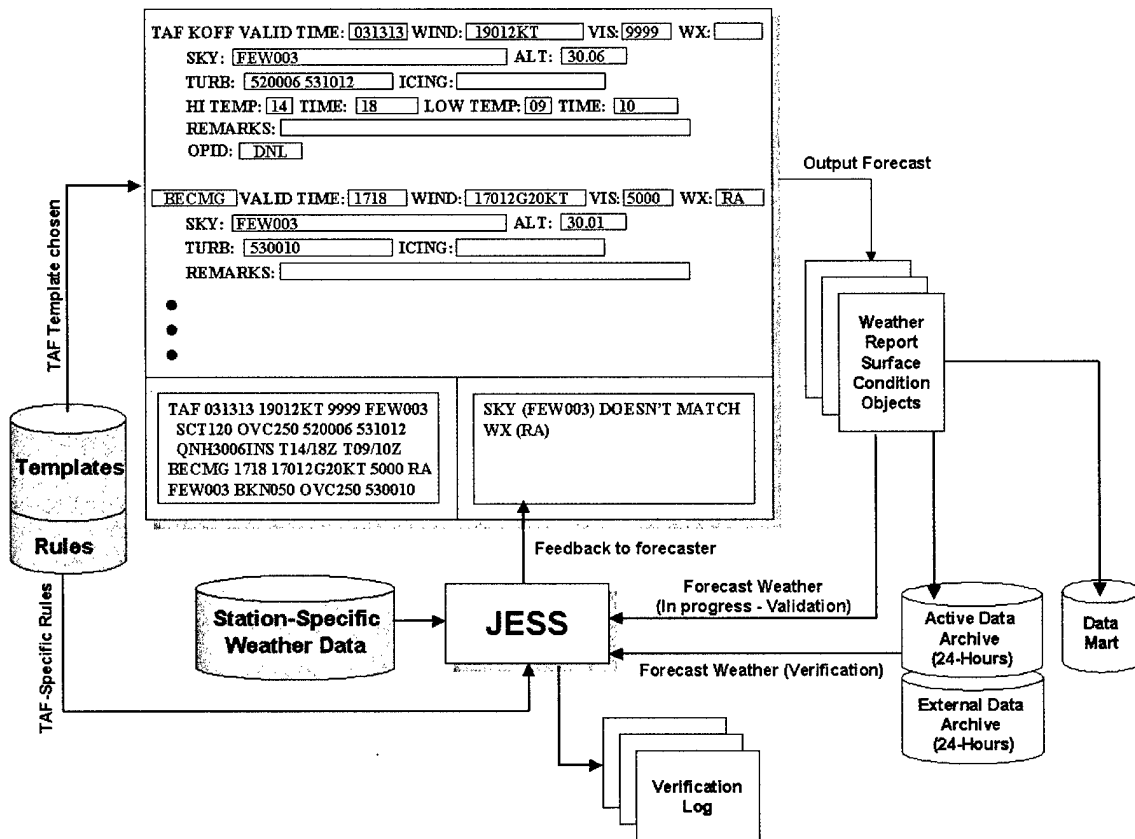 TAF KOFF VALID TIME: 031313 WIND: 19012KT VIS: 9999 WX:
SKY: FEW003 ALT: 30.06
TURB: 520006 531012 ICING:
HI TEMP: 14 TIME: 18 LOW TEMP: 09 TIME: 10
REMARKS:
OPID: DNL
BECMG VALID TIME: 1718 WIND: 17012G20KT VIS: 5000 WX: RA
SKY: FEW003 ALT: 30.01
TURB: 530010 ICING:
REMARKS:
TAF 031313 19012KT 9999 FEW003
SCT120 OVC250 520006 531012
QNH3006INS T14/18Z T09/10Z
BECMG 1718 17012G20KT 5000 RA
FEW003 BKN050 OVC250 530010
SKY (FEW003) DOESN'T MATCH
WX (RA)
Output Forecast
Weather
Report
Surface
Condition
Objects
TAF Template chosen
Templates
Rules
TAF-Specific Rules
Station-Specific
Weather Data
Feedback to forecaster
JESS
Forecast Weather
(In progress - Validation)
Forecast Weather (Verification)
Active Data
Archive
(24-Hours)
External Data
Archive
(24-Hours)
Data
Mart
Verification
Log